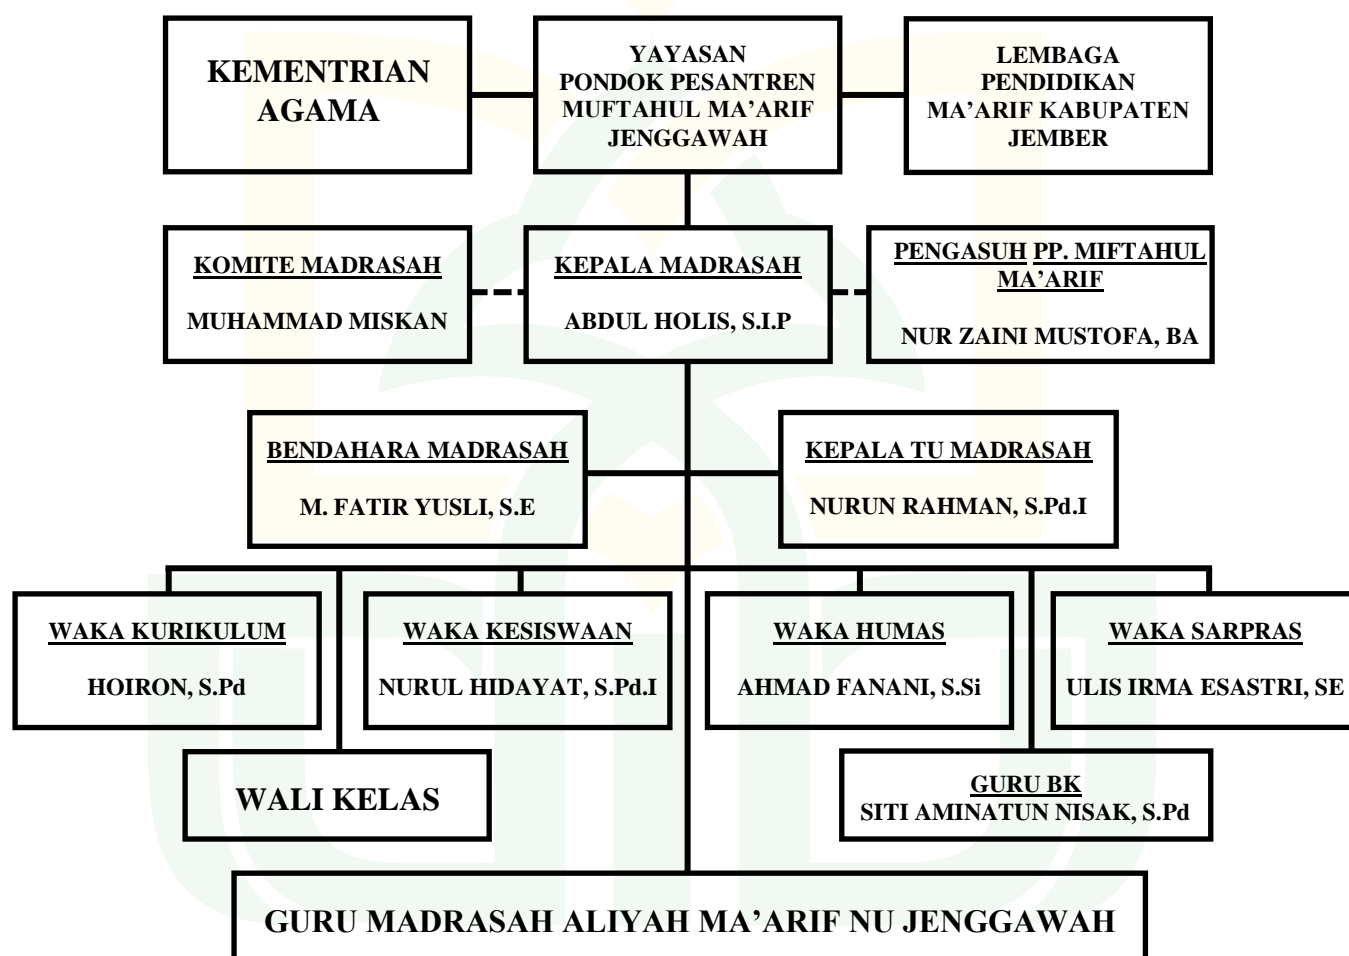 KEMENTRIAN
AGAMA
YAYASAN
PONDOK PESANTREN
MUFTAHUL MA’ARIF
JENGGAWAH
LEMBAGA
PENDIDIKAN
MA’ARIF KABUPATEN
JEMBER
KOMITE MADRASAH
MUHAMMAD MISKAN
KEPALA MADRASAH
ABDUL HOLIS, S.I.P
PENGASUH PP. MIFTAHUL
MA’ARIF
NUR ZAINI MUSTOFA, BA
BENDAHARA MADRASAH
M. FATIR YUSLI, S.E
KEPALA TU MADRASAH
NURUN RAHMAN, S.Pd.I
WAKA KURIKULUM
HOIRON, S.Pd
WAKA KESISWAAN
NURUL HIDAYAT, S.Pd.I
WAKA HUMAS
AHMAD FANANI, S.Si
WAKA SARPRAS
ULIS IRMA ESASTRI, SE
WALI KELAS
GURU BK
SITI AMINATUN NISAK, S.Pd
GURU MADRASAH ALIYAH MA’ARIF NU JENGGAWAH